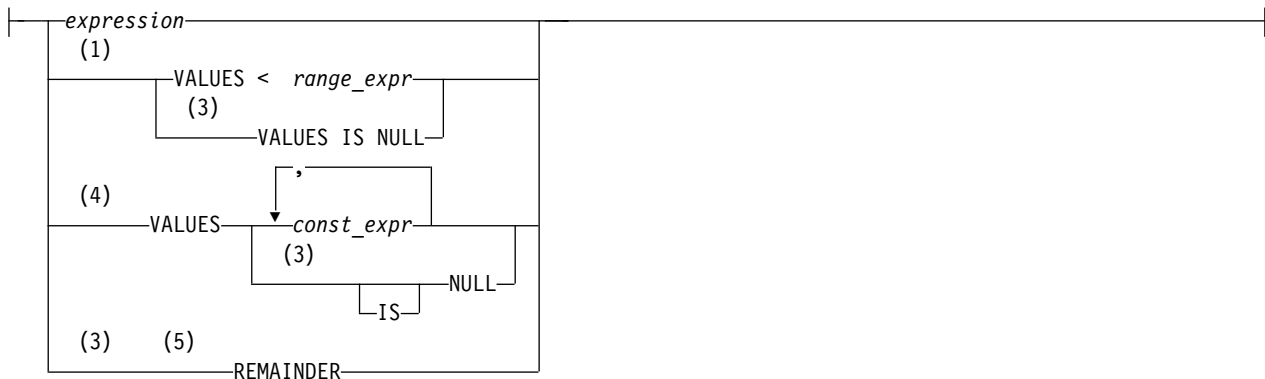 expression
(1)
VALUES < range_expr
(3)
VALUES IS NULL
,
(4)
VALUES const_expr
(3)
NULL
IS
(3) (5)
REMAINDER